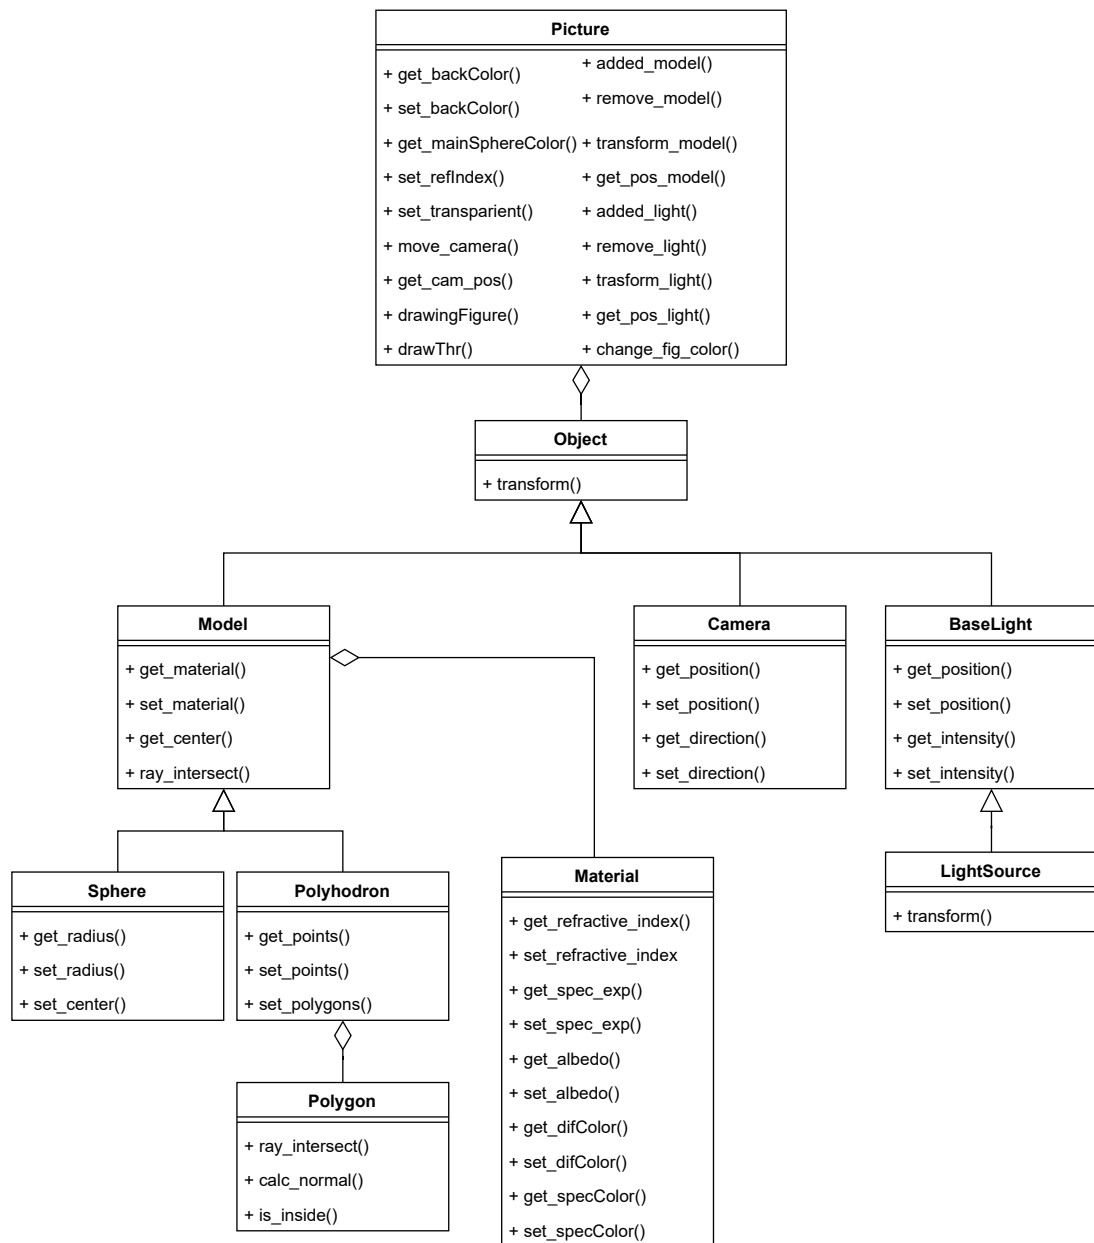 Picture
+ get_backColor()
+ set_backColor()
+ get_mainSphereColor()
+ set_refIndex()
+ set_transparient()
+ move_camera()
+ get_cam_pos()
+ drawingFigure()
+ drawThr()
+ added_model()
+ remove_model()
+ transform_model()
+ get_pos_model()
+ added_light()
+ remove_light()
+ trasform_light()
+ get_pos_light()
+ change_fig_color()
Object
+ transform()
Model
+ get_material()
+ set_material()
+ get_center()
+ ray_intersect()
Camera
+ get_position()
+ set_position()
+ get_direction()
+ set_direction()
BaseLight
+ get_position()
+ set_position()
+ get_intensity()
+ set_intensity()
Sphere
+ get_radius()
+ set_radius()
+ set_center()
Polyhodron
+ get_points()
+ set_points()
+ set_polygons()
Material
+ get_refractive_index()
+ set_refractive_index
+ get_spec_exp()
+ set_spec_exp()
+ get_albedo()
+ set_albedo()
+ get_difColor()
+ set_difColor()
+ get_specColor()
+ set_specColor()
LightSource
+ transform()
Polygon
+ ray_intersect()
+ calc_normal()
+ is_inside()